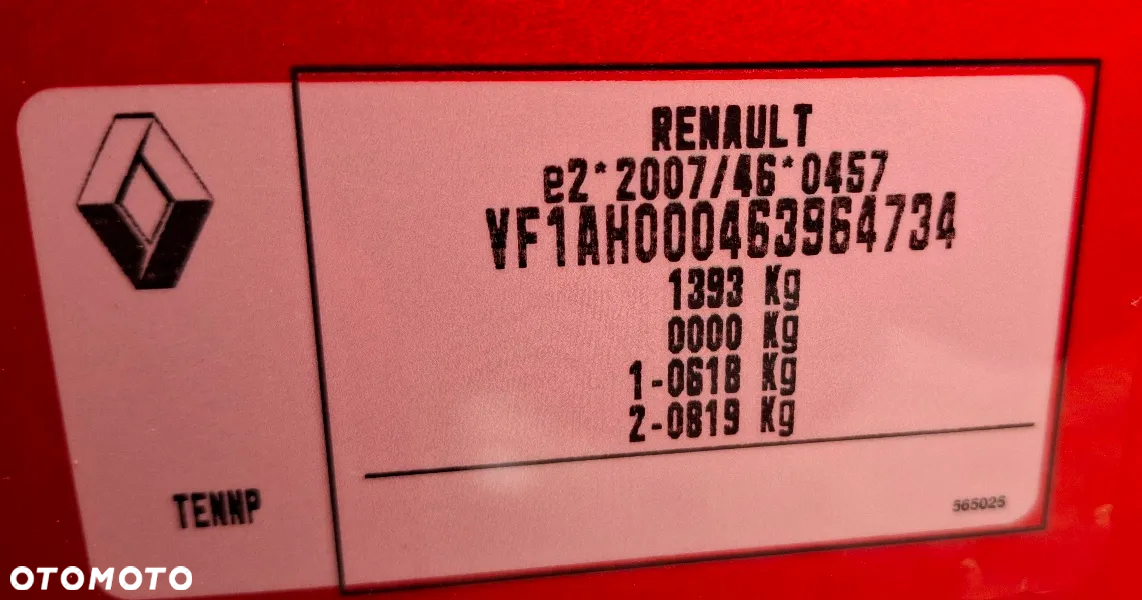 RENAULT
e2*2007/46*0457
VF1AH000463964734
1393 Kg
0000 Kg
1-0618 Kg
2-0819 Kg
TENNP
565025
OTOMOTO